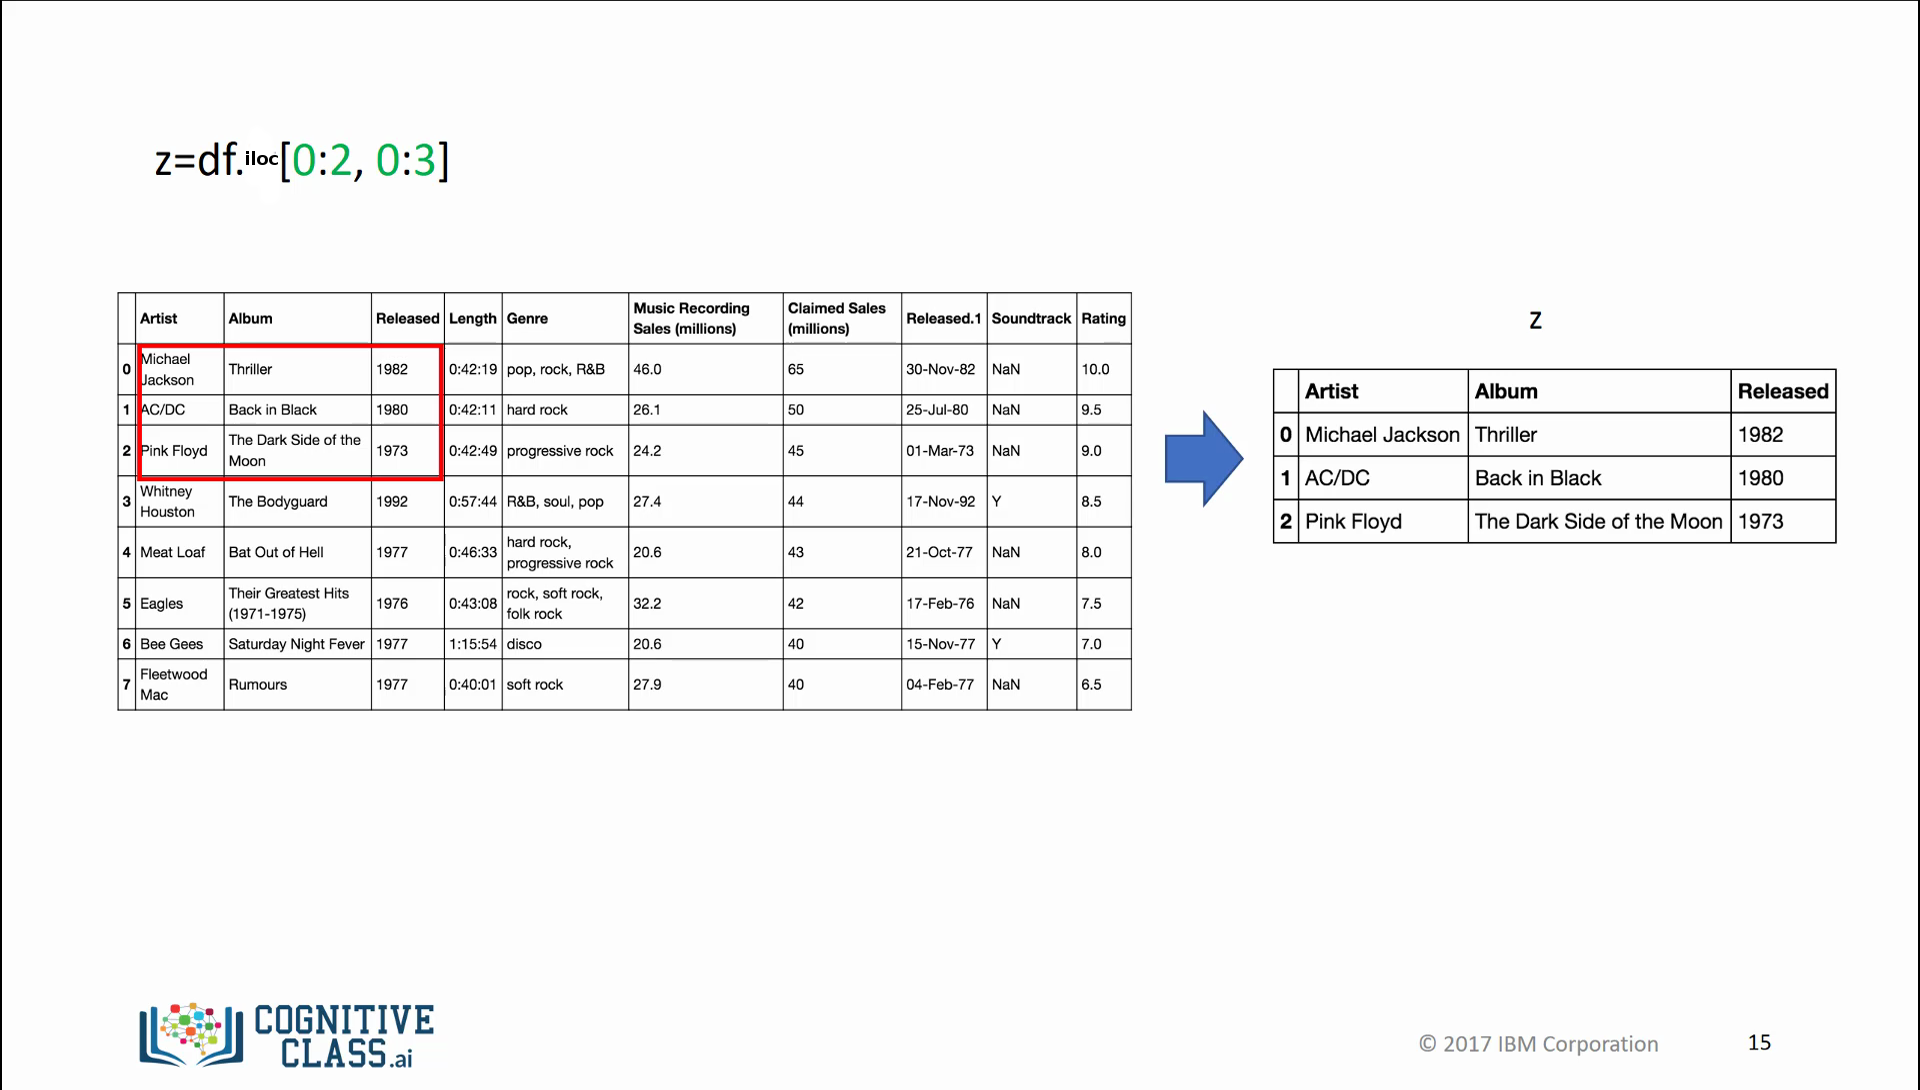 z=df.iloc[0:2, 0:3]
Artist Album Released Length Genre Music Recording Sales (millions) Claimed Sales (millions) Released.1 Soundtrack Rating
0 Michael Jackson Thriller 1982 0:42:19 pop, rock, R&B 46.0 65 30-Nov-82 NaN 10.0
1 AC/DC Back in Black 1980 0:42:11 hard rock 26.1 50 25-Jul-80 NaN 9.5
2 Pink Floyd The Dark Side of the Moon 1973 0:42:49 progressive rock 24.2 45 01-Mar-73 NaN 9.0
3 Whitney Houston The Bodyguard 1992 0:57:44 R&B, soul, pop 27.4 44 17-Nov-92 Y 8.5
4 Meat Loaf Bat Out of Hell 1977 0:46:33 hard rock, progressive rock 20.6 43 21-Oct-77 NaN 8.0
5 Eagles Their Greatest Hits (1971-1975) 1976 0:43:08 rock, soft rock, folk rock 32.2 42 17-Feb-76 NaN 7.5
6 Bee Gees Saturday Night Fever 1977 1:15:54 disco 20.6 40 15-Nov-77 Y 7.0
7 Fleetwood Mac Rumours 1977 0:40:01 soft rock 27.9 40 04-Feb-77 NaN 6.5
z
Artist Album Released
0 Michael Jackson Thriller 1982
1 AC/DC Back in Black 1980
2 Pink Floyd The Dark Side of the Moon 1973
COGNITIVE
CLASS.ai
© 2017 IBM Corporation
15